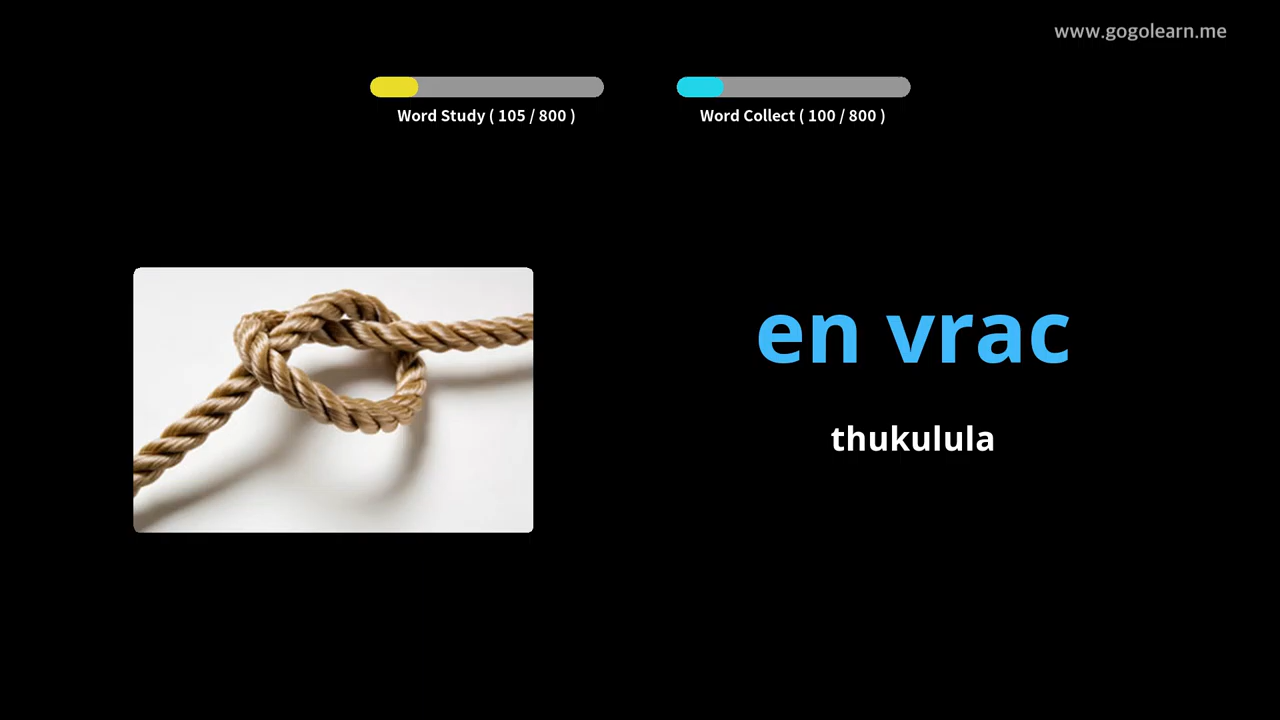 www.gogolearn.me
Word Study ( 105 / 800 )
Word Collect ( 100 / 800 )
en vrac
thukulula